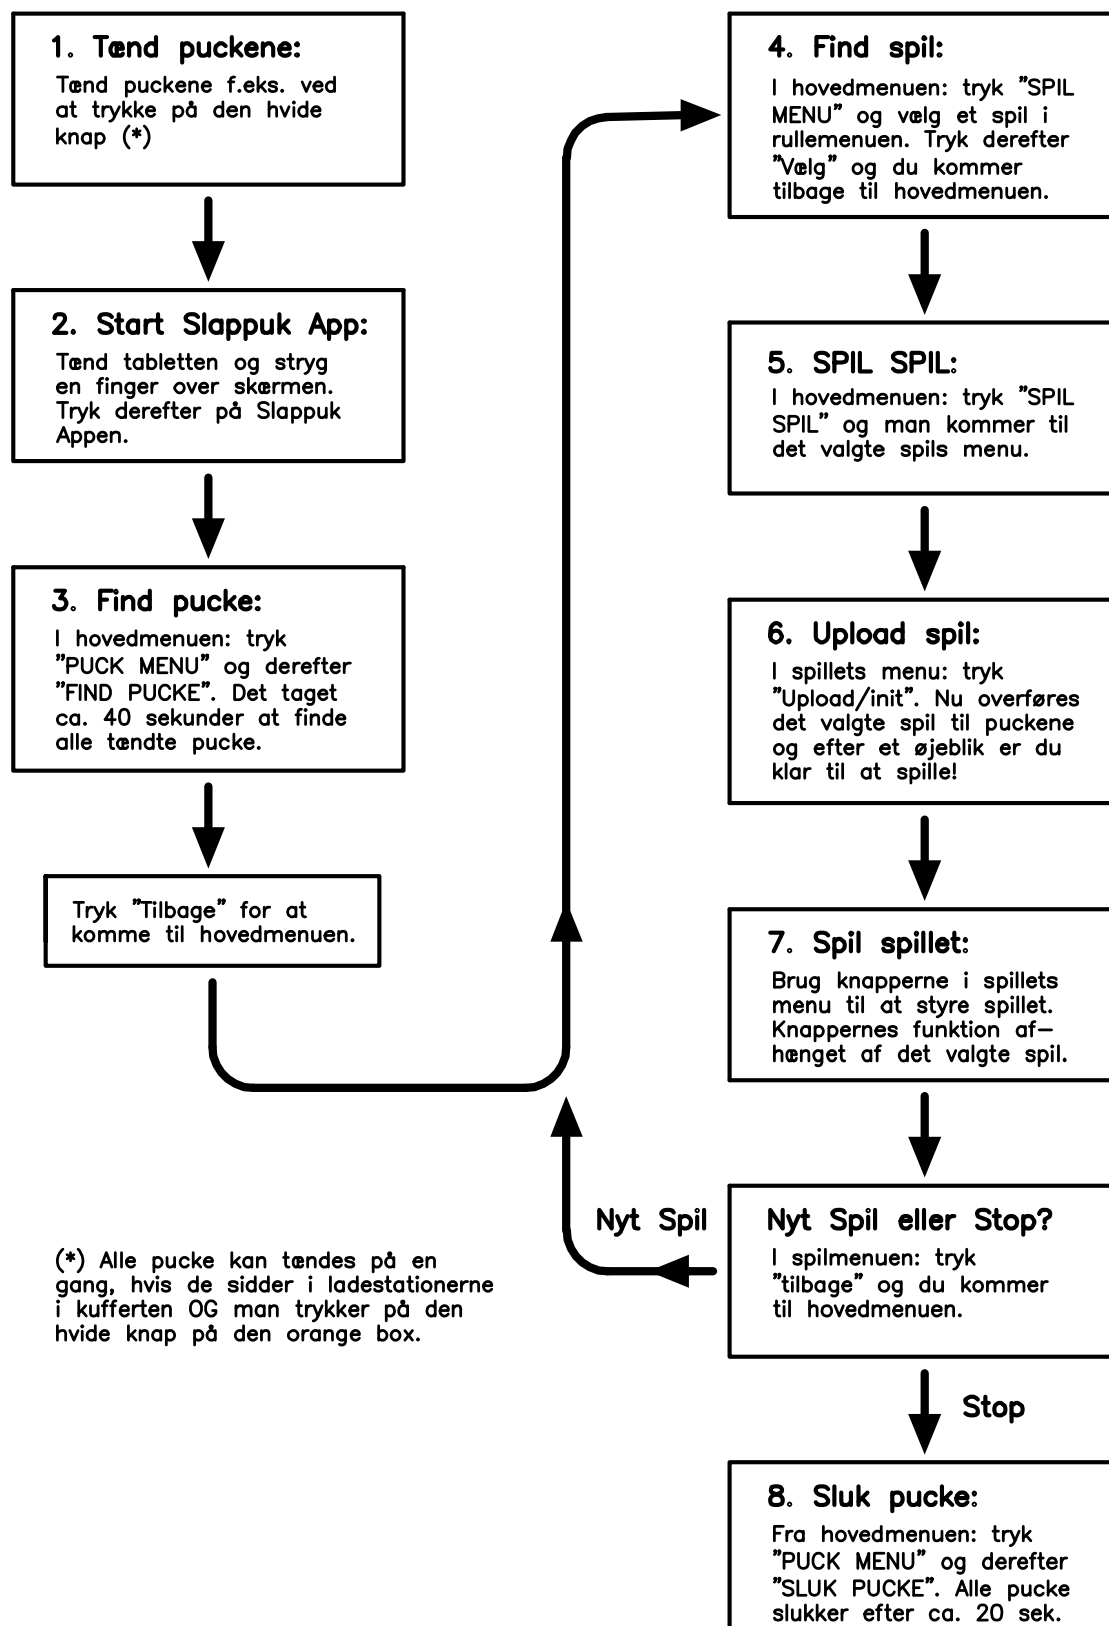 1. Tænd puckene:
Tænd puckene f.eks. ved
at trykke på den hvide
knap (*)
2. Start Slappuk App:
Tænd tabletten og stryg
en finger over skærmen.
Tryk derefter på Slappuk
Appen.
3. Find pucke:
I hovedmenuen: tryk
"PUCK MENU" og derefter
"FIND PUCKE". Det taget
ca. 40 sekunder at finde
alle tændte pucke.
Tryk "Tilbage" for at
komme til hovedmenuen.
(*) Alle pucke kan tændes på en
gang, hvis de sidder i ladestationerne
i kufferten OG man trykker på den
hvide knap på den orange box.
4. Find spil:
I hovedmenuen: tryk "SPIL
MENU" og vælg et spil i
rullemenuen. Tryk derefter
"Vælg" og du kommer
tilbage til hovedmenuen.
5. SPIL SPIL:
I hovedmenuen: tryk "SPIL
SPIL" og man kommer til
det valgte spils menu.
6. Upload spil:
I spillets menu: tryk
"Upload/init". Nu overføres
det valgte spil til puckene
og efter et øjeblik er du
klar til at spille!
7. Spil spillet:
Brug knapperne i spillets
menu til at styre spillet.
Knappernes funktion af-
hænget af det valgte spil.
Nyt Spil
Nyt Spil eller Stop?
I spilmenuen: tryk
"tilbage" og du kommer
til hovedmenuen.
Stop
8. Sluk pucke:
Fra hovedmenuen: tryk
"PUCK MENU" og derefter
"SLUK PUCKE". Alle pucke
slukker efter ca. 20 sek.